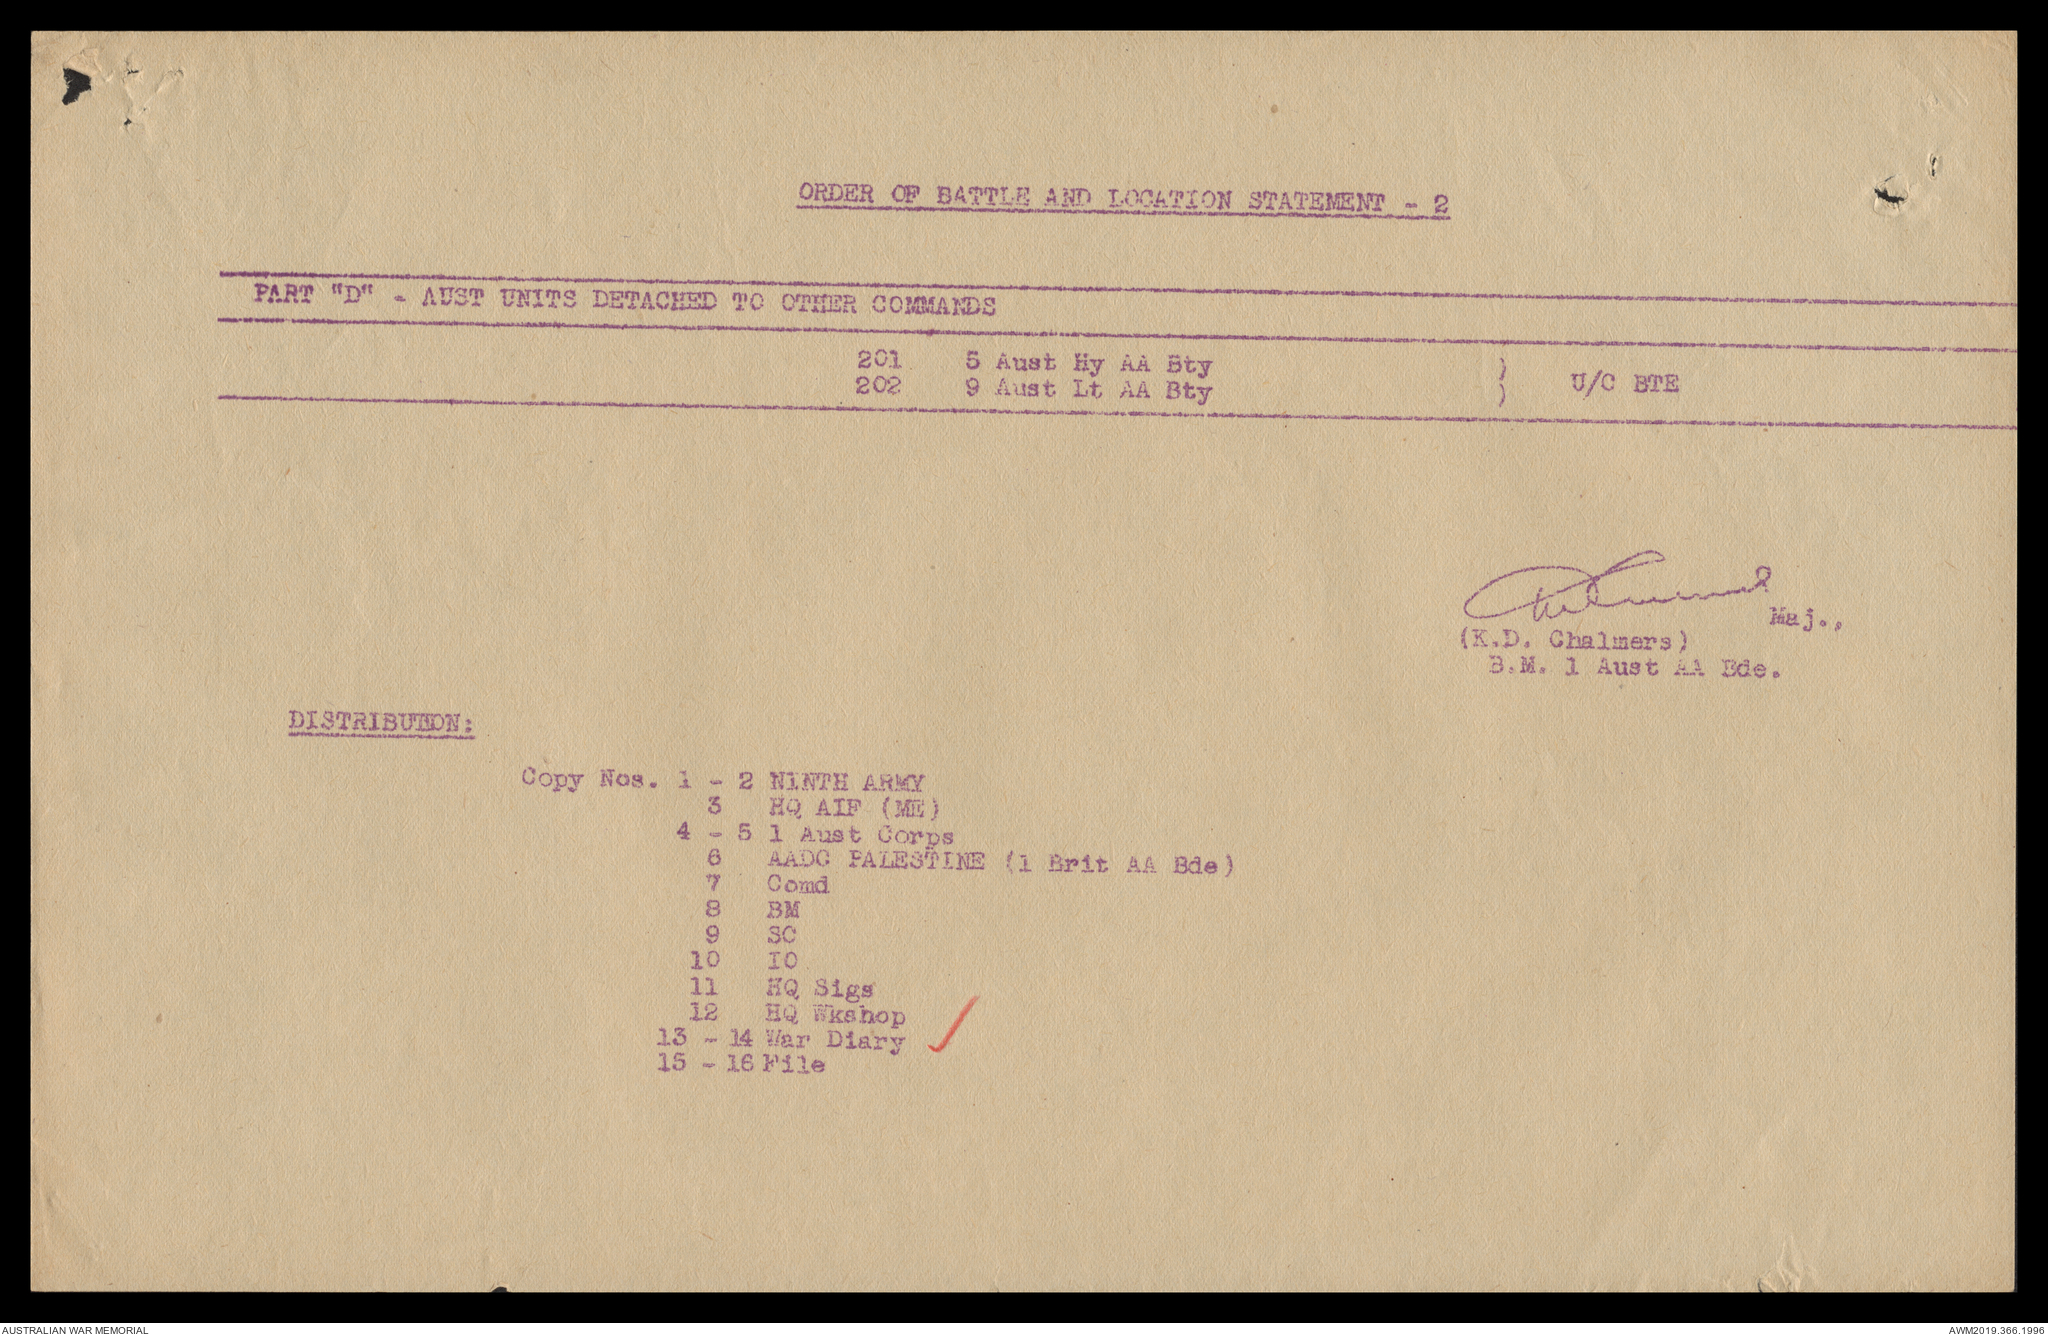 ORDER OF BATTLE AND LOCATION STATEMENT - 2
PART "D" - AUST UNITS DETACHED TO OTHER COMMANDS
201 5 Aust Hy AA Bty )
202 9 Aust Lt AA Bty ) U/C BTE
Maj.,
(K.D. Chalmers)
B.M. 1 Aust AA Bde.
DISTRIBUTION:
Copy Nos. 1 - 2 NINTH ARMY
3 HQ AIF (ME)
4 - 5 1 Aust Corps
6 AADC PALESTINE (1 Brit AA Bde)
7 Comd
8 BM
9 SC
10 IO
11 HQ Sigs
12 HQ Wkshop
13 - 14 War Diary
15 - 16 File
AUSTRALIAN WAR MEMORIAL
AWM2019.366.1996